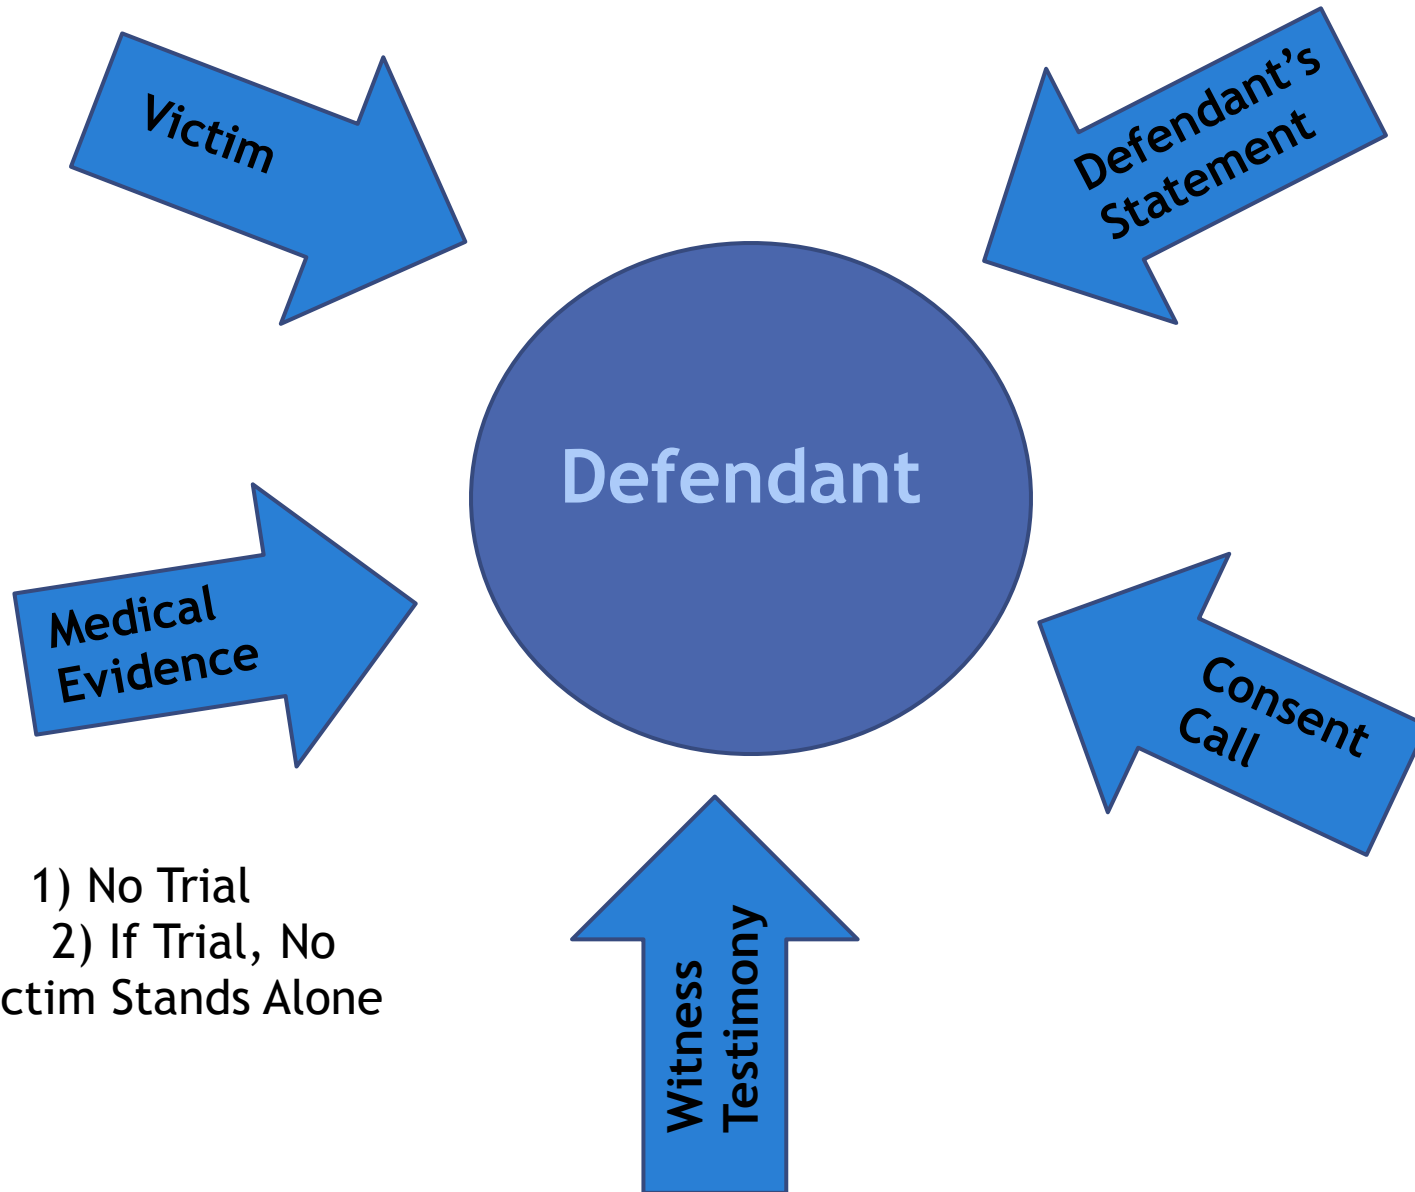 Victim
Defendant’s
Statement
Defendant
Medical
Evidence
Consent
Call
Witness
Testimony
1) No Trial
2) If Trial, No
ctim Stands Alone